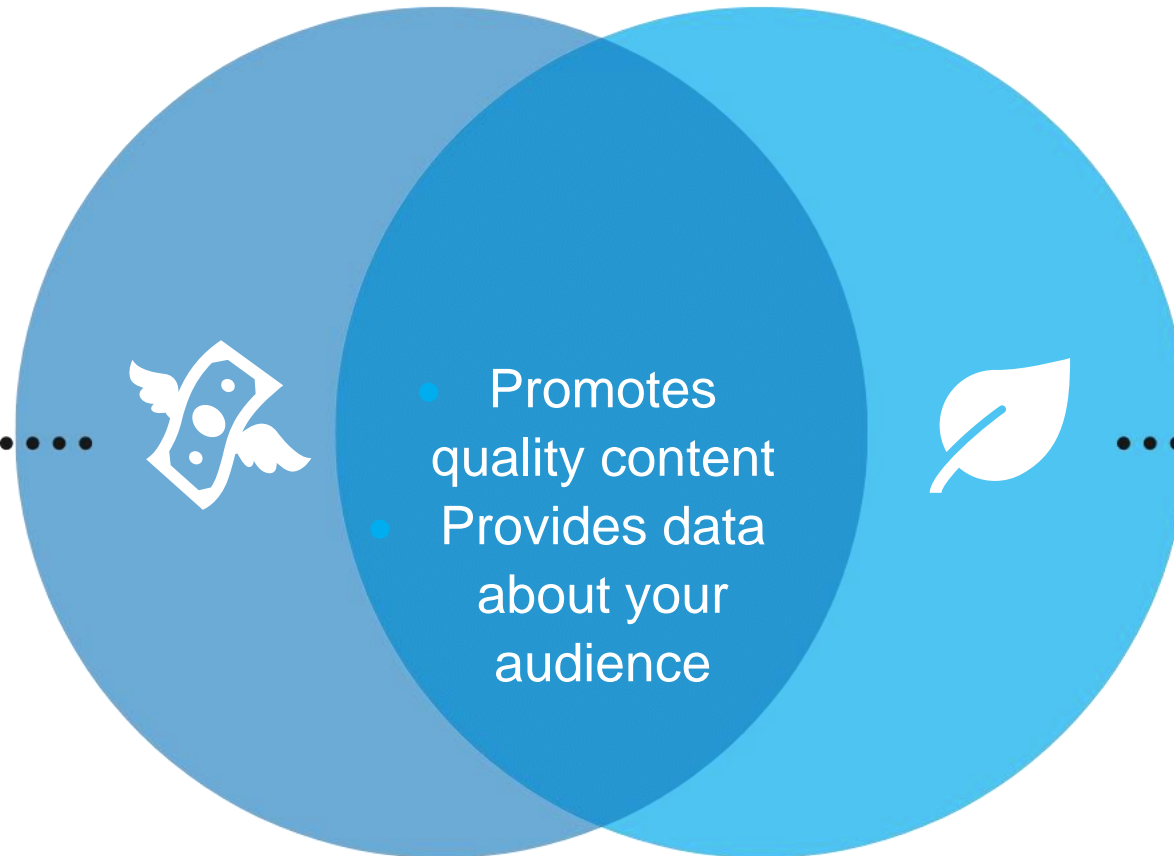 • Promotes
quality content
• Provides data
about your
audience